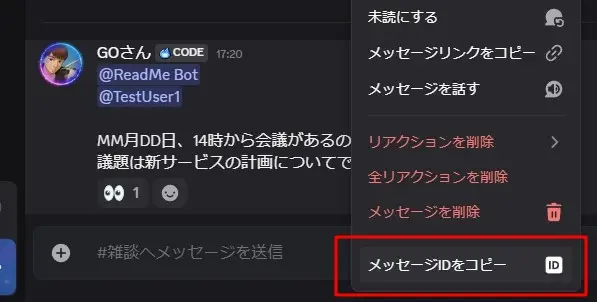 GOさん CODE 17:20
@ReadMe Bot
@TestUser1
MM月DD日、14時から会議があるの
議題は新サービスの計画についてで
👀 1
#雑談へメッセージを送信
未読にする
メッセージリンクをコピー
メッセージを話す
リアクションを削除
全リアクションを削除
メッセージを削除
メッセージIDをコピー ID